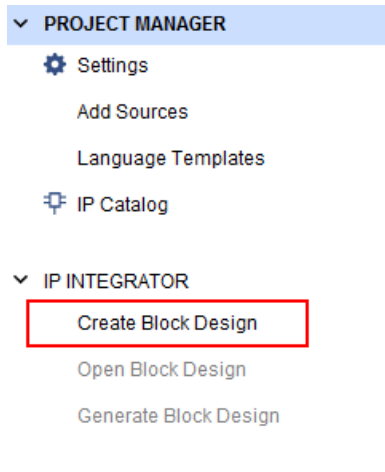 PROJECT MANAGER
Settings
Add Sources
Language Templates
IP Catalog
IP INTEGRATOR
Create Block Design
Open Block Design
Generate Block Design